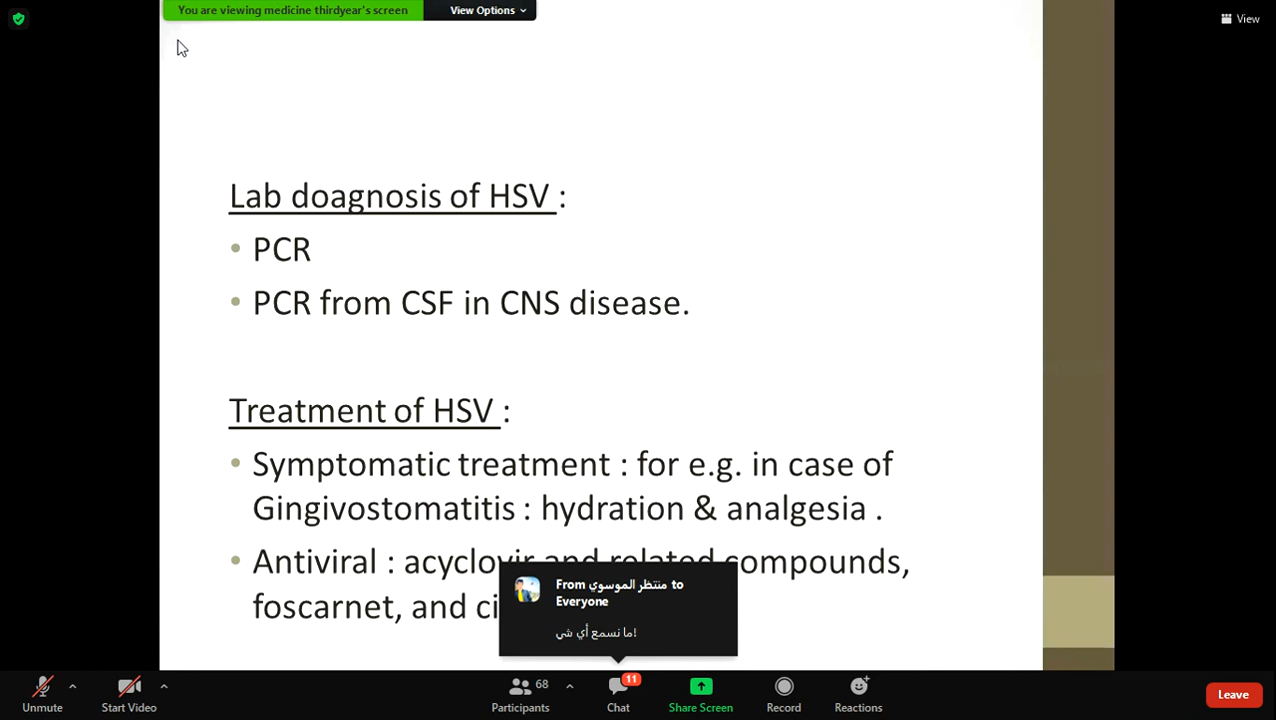 You are viewing medicine thirdyear's screen
View Options
View
Lab doagnosis of HSV :
• PCR
• PCR from CSF in CNS disease.
Treatment of HSV :
• Symptomatic treatment : for e.g. in case of
Gingivostomatitis : hydration & analgesia .
• Antiviral : acyclovir and related compounds,
foscarnet, and ci
From منتظر الموسوي to
Everyone
ما نسمع أي شي!
Unmute
Start Video
68
Participants
11
Chat
Share Screen
Record
Reactions
Leave